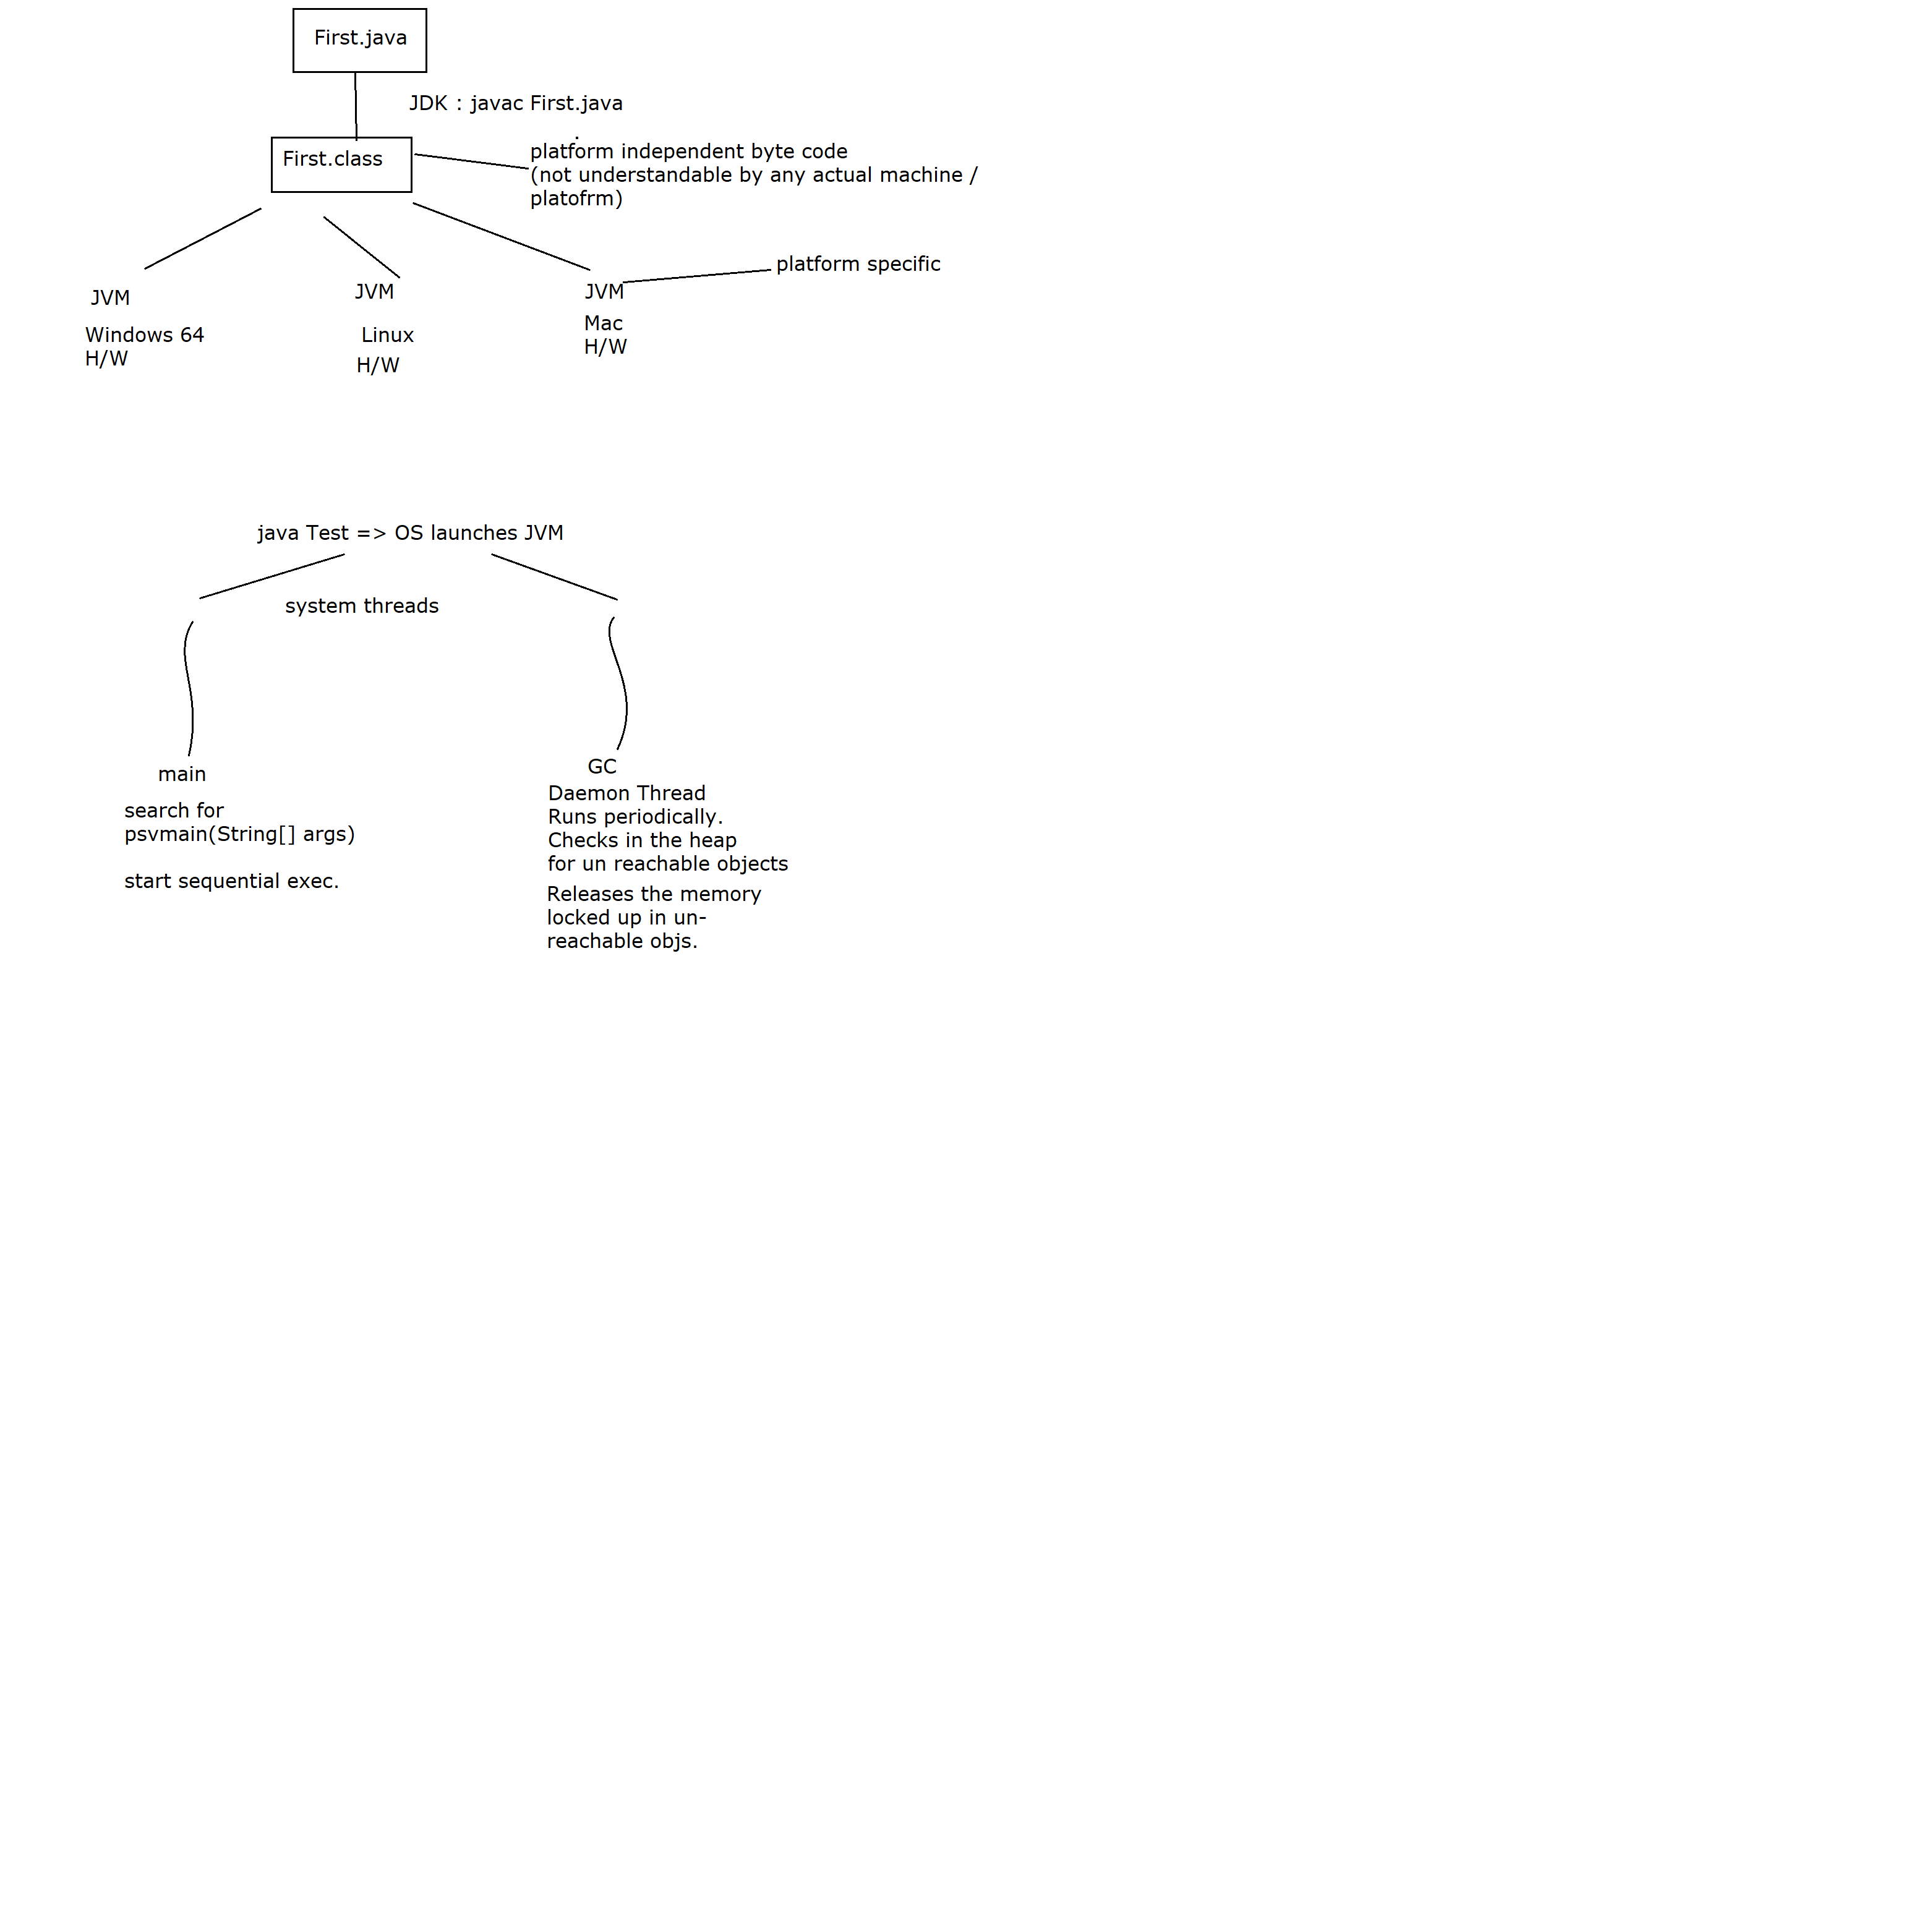 First.java
JDK : javac First.java
First.class
platform independent byte code
(not understandable by any actual machine /
platofrm)
platform specific
JVM
Windows 64
H/W
JVM
Linux
H/W
JVM
Mac
H/W
java Test => OS launches JVM
system threads
main
search for
psvmain(String[] args)
start sequential exec.
GC
Daemon Thread
Runs periodically.
Checks in the heap
for un reachable objects
Releases the memory
locked up in un-
reachable objs.